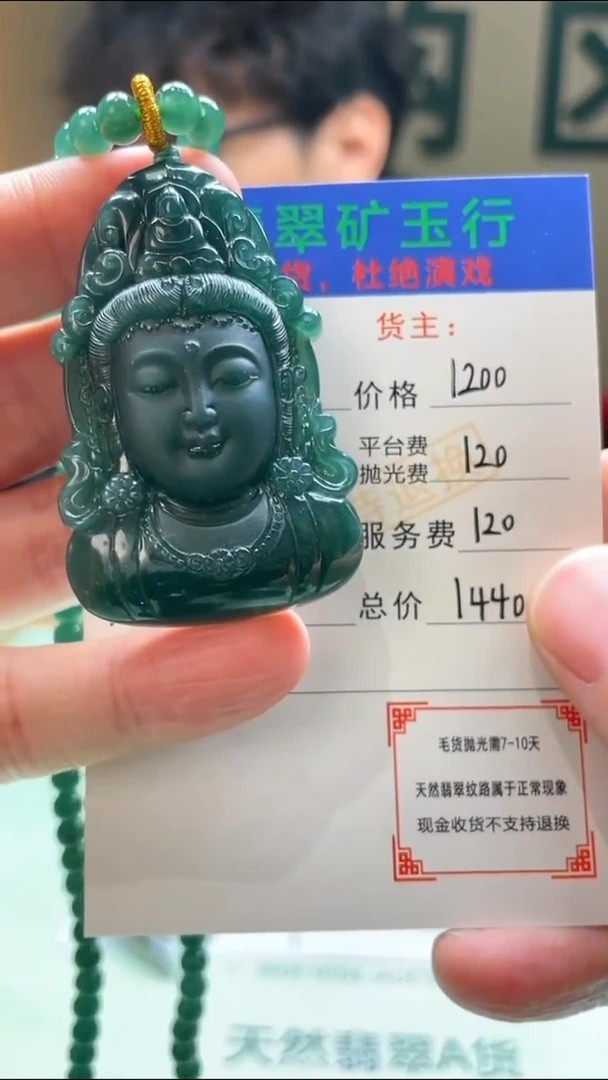 翠矿玉行
货，杜绝演戏
货主：
价格 1200
平台费
抛光费 120
服务费 120
总价 1440
毛货抛光需7-10天
天然翡翠纹路属于正常现象
现金收货不支持退换
天然翡翠A货